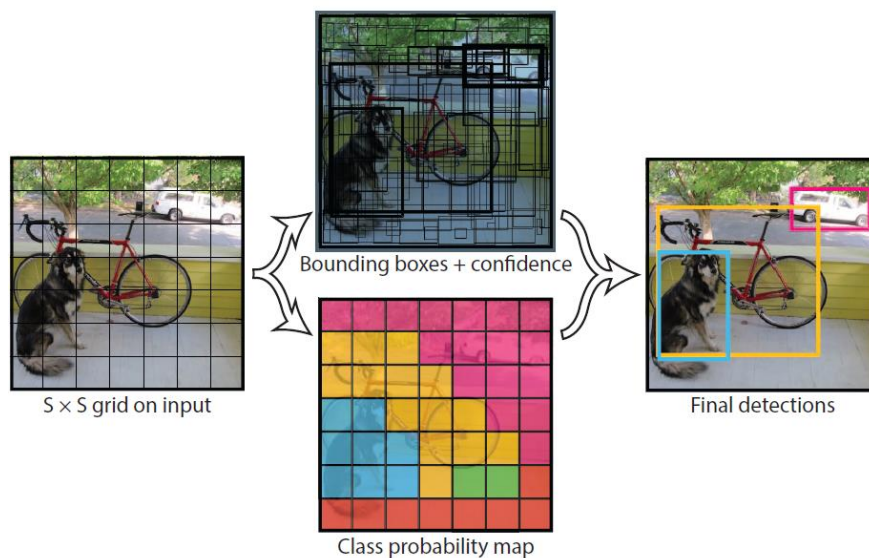 Bounding boxes + confidence
S × S grid on input
Final detections
Class probability map